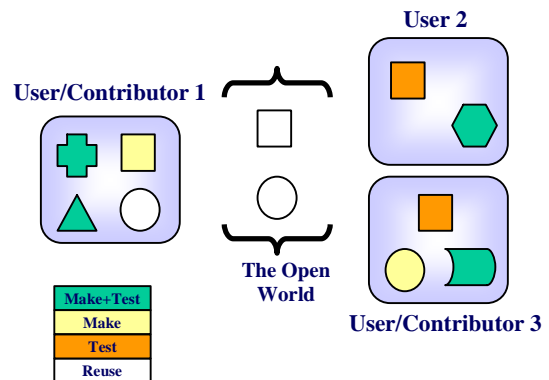 User 2
User/Contributor 1
The Open
World
User/Contributor 3
Make+Test
Make
Test
Reuse